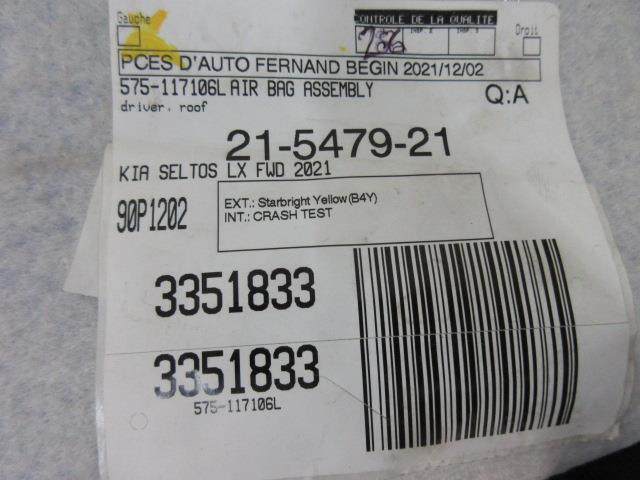 Gauche
CONTROLE DE LA QUALITE
Droit
PCES D'AUTO FERNAND BEGIN 2021/12/02
575-117106L AIR BAG ASSEMBLY
Q:A
driver, roof
21-5479-21
KIA SELTOS LX FWD 2021
90P1202
EXT.: Starbright Yellow (B4Y)
INT.: CRASH TEST
3351833
3351833
575-117106L